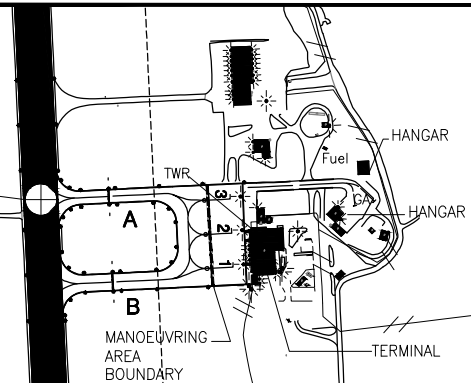 HANGAR
Fuel
TWR
3
GA
HANGAR
A
2
1
B
MANOEUVRING
AREA
BOUNDARY
TERMINAL